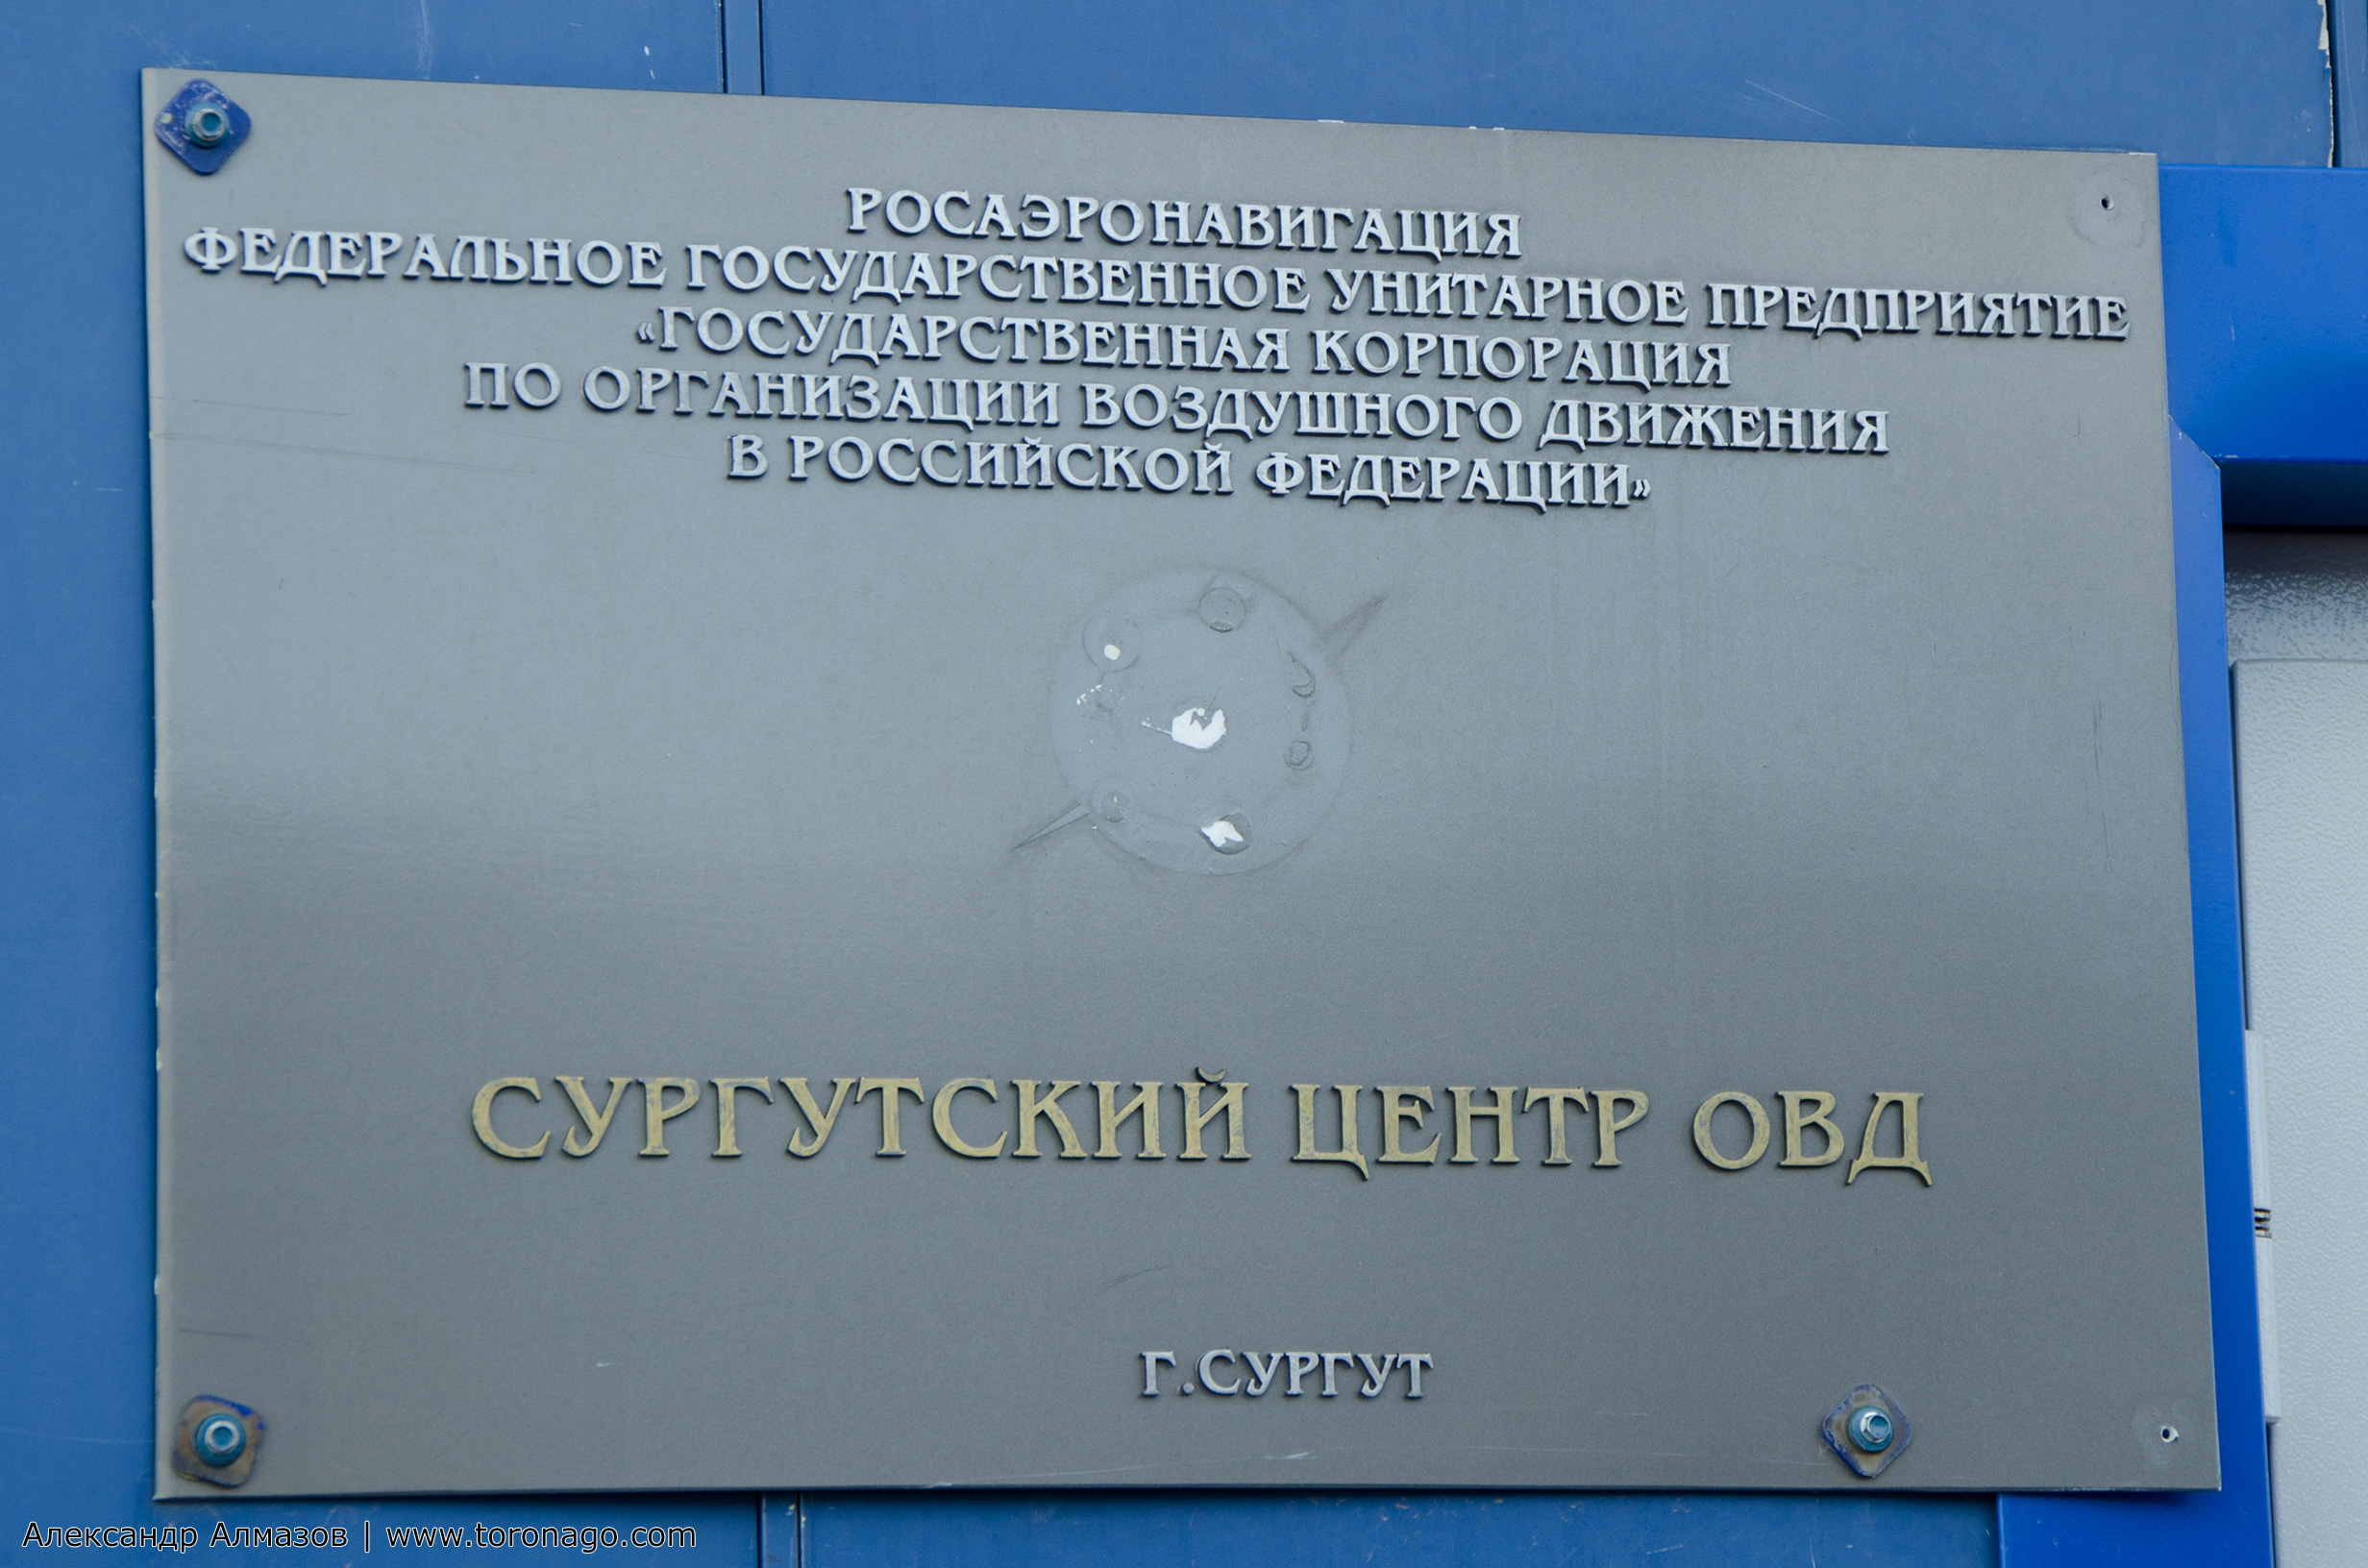 РОСАЭРОНАВИГАЦИЯ
ФЕДЕРАЛЬНОЕ ГОСУДАРСТВЕННОЕ УНИТАРНОЕ ПРЕДПРИЯТИЕ
«ГОСУДАРСТВЕННАЯ КОРПОРАЦИЯ
ПО ОРГАНИЗАЦИИ ВОЗДУШНОГО ДВИЖЕНИЯ
В РОССИЙСКОЙ ФЕДЕРАЦИИ»
СУРГУТСКИЙ ЦЕНТР ОВД
Г.СУРГУТ
Александр Алмазов | www.toronago.com